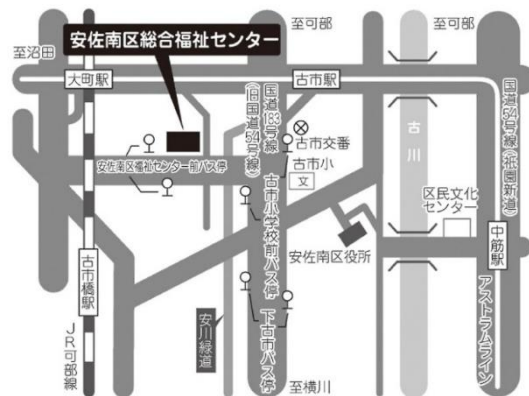 安佐南区総合福祉センター
至可部
至可部
至沼田
大町駅
古市駅
国道183号線
(旧国道54号線)
古市交番
古市小
文
安佐南区福祉センター前バス停
古市小学校前バス停
古川
国道54号線(祇園新道)
区民文化
センター
中筋駅
安佐南区役所
古市橋駅
下古市バス停
アストラムライン
安川緑道
JR可部線
至横川